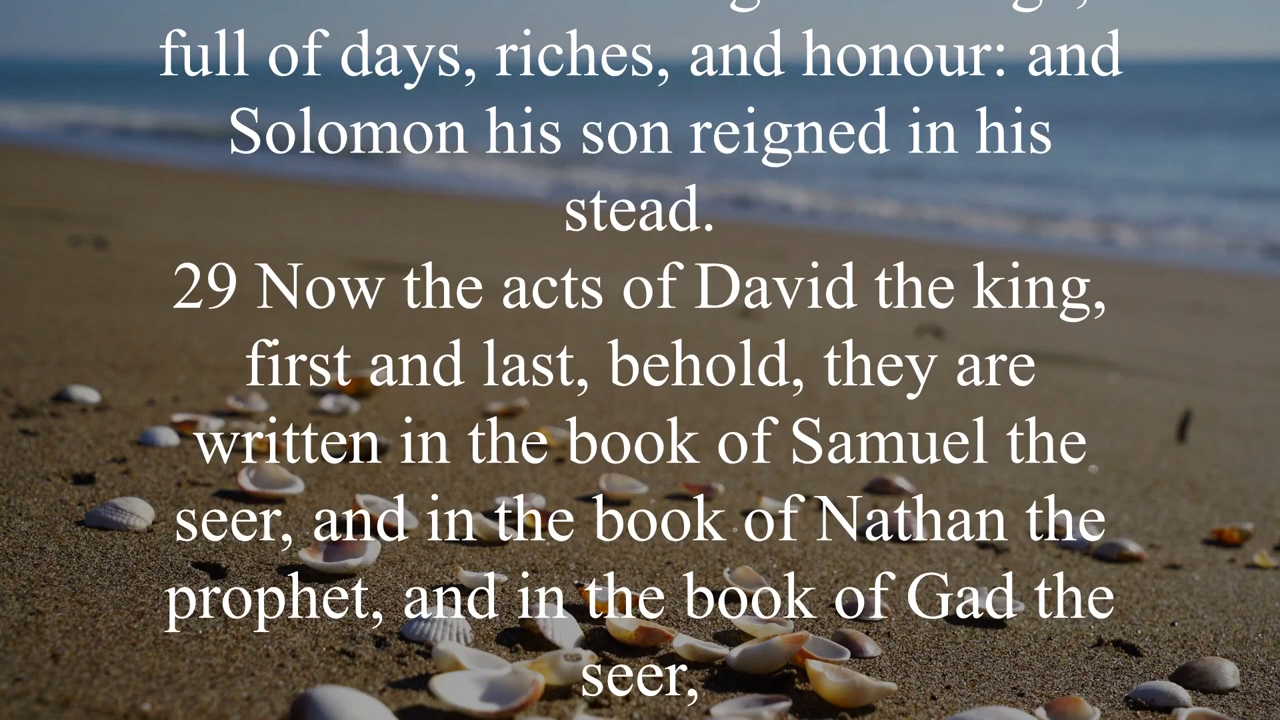 full of days, riches, and honour: and
Solomon his son reigned in his
stead.
29 Now the acts of David the king,
first and last, behold, they are
written in the book of Samuel the
seer, and in the book of Nathan the
prophet, and in the book of Gad the
seer,